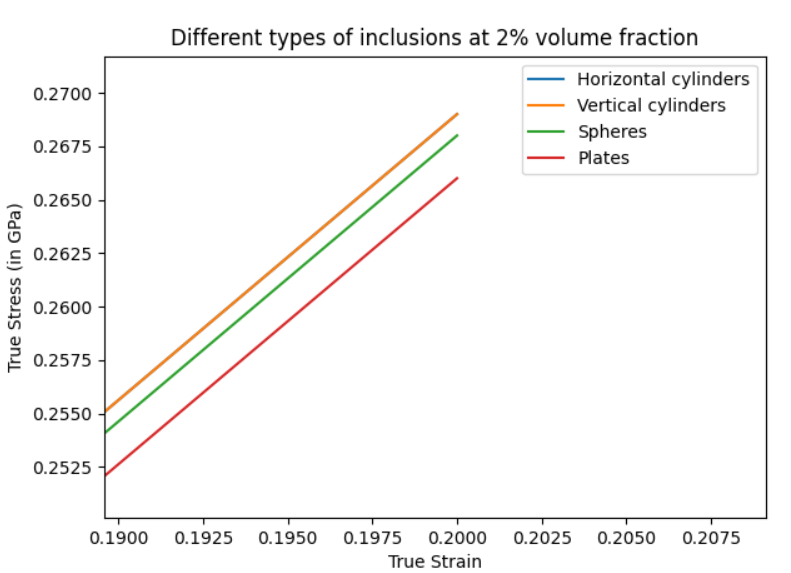 Different types of inclusions at 2% volume fraction
Horizontal cylinders
Vertical cylinders
Spheres
Plates
True Stress (in GPa)
0.2700
0.2675
0.2650
0.2625
0.2600
0.2575
0.2550
0.2525
0.1900 0.1925 0.1950 0.1975 0.2000 0.2025 0.2050 0.2075
True Strain